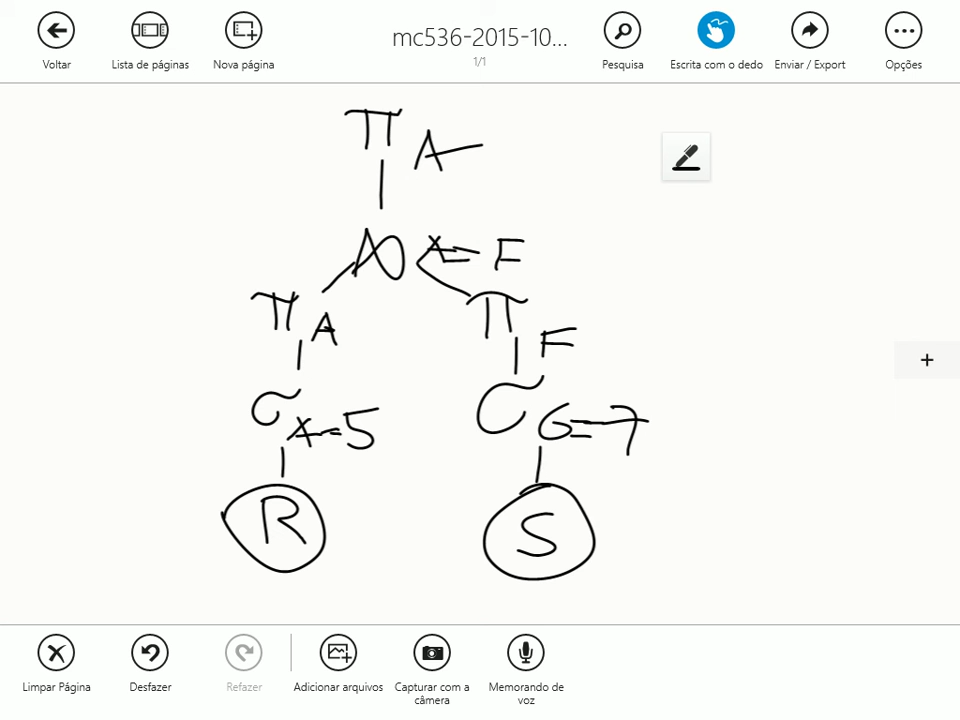 Voltar
Lista de páginas
Nova página
mc536-2015-10...
1/1
Pesquisa
Escrita com o dedo
Enviar / Export
Opções
π A
⋈ A = F
π A
π F
σ A=5
σ G=7
R
S
Limpar Página
Desfazer
Refazer
Adicionar arquivos
Capturar com a
câmera
Memorando de
voz